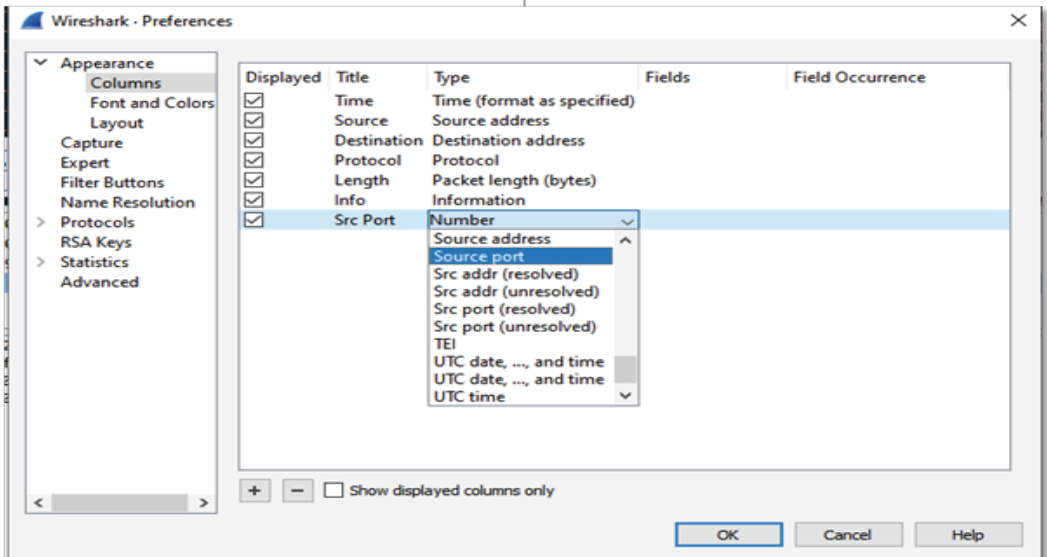 Wireshark · Preferences
Appearance
Columns
Font and Colors
Layout
Capture
Expert
Filter Buttons
Name Resolution
Protocols
RSA Keys
Statistics
Advanced
Displayed Title Type Fields Field Occurrence
Time Time (format as specified)
Source Source address
Destination Destination address
Protocol Protocol
Length Packet length (bytes)
Info Information
Src Port Number
Source address
Source port
Src addr (resolved)
Src addr (unresolved)
Src port (resolved)
Src port (unresolved)
TEI
UTC date, ..., and time
UTC date, ..., and time
UTC time
+ − Show displayed columns only
OK Cancel Help